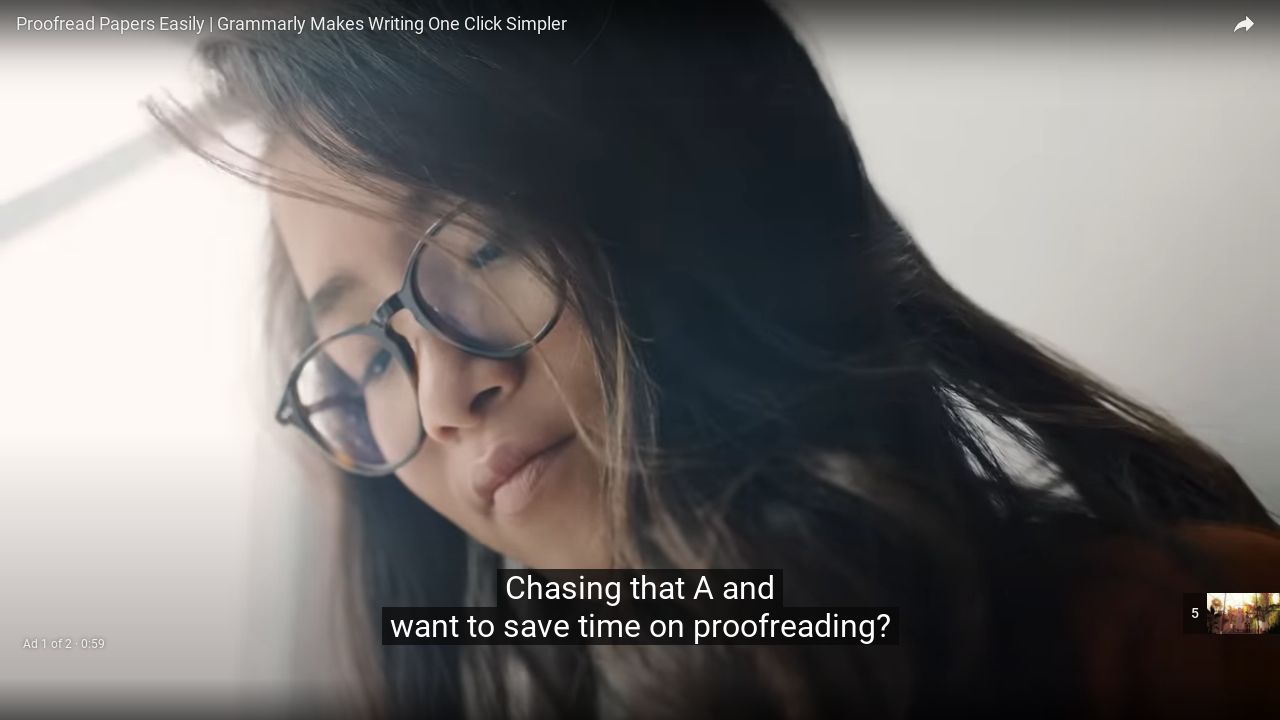 Proofread Papers Easily | Grammarly Makes Writing One Click Simpler
Chasing that A and
want to save time on proofreading?
5
Ad 1 of 2 · 0:59